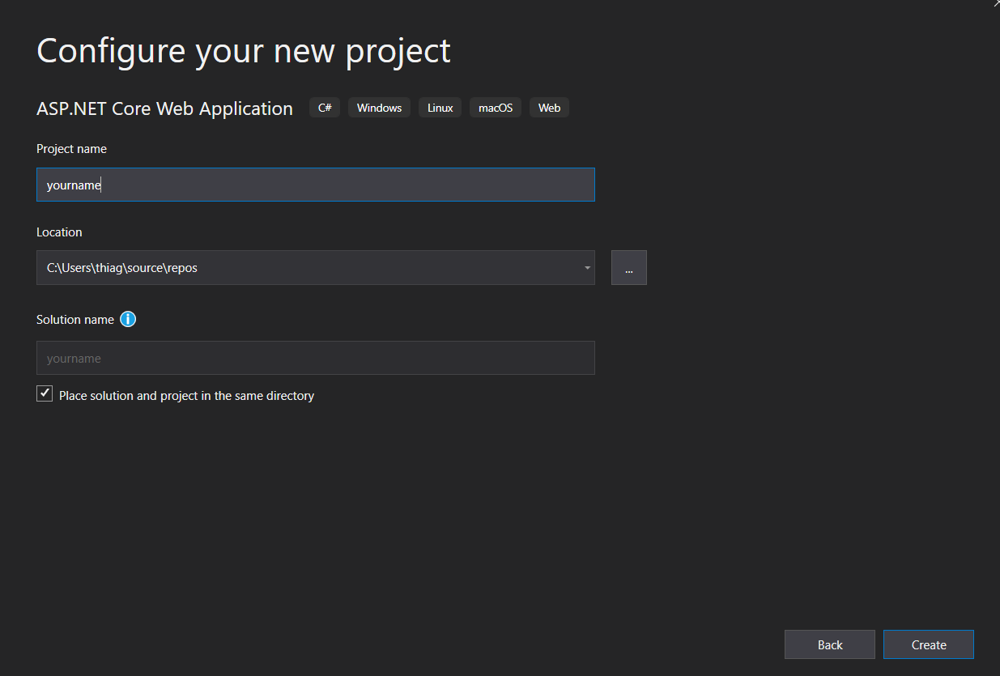 Configure your new project
ASP.NET Core Web Application C# Windows Linux macOS Web
Project name
yourname
Location
C:\Users\thiag\source\repos
...
Solution name
yourname
Place solution and project in the same directory
Back Create